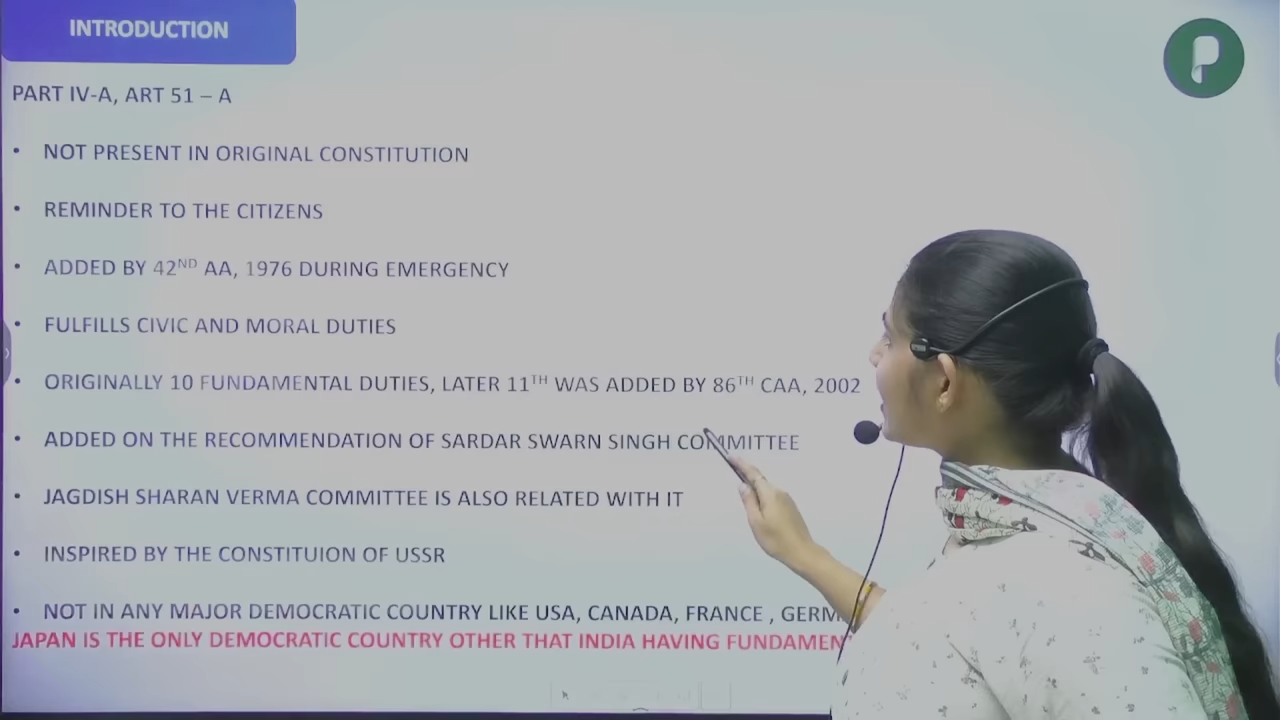 INTRODUCTION
PART IV-A, ART 51 – A
• NOT PRESENT IN ORIGINAL CONSTITUTION
• REMINDER TO THE CITIZENS
• ADDED BY 42ND AA, 1976 DURING EMERGENCY
• FULFILLS CIVIC AND MORAL DUTIES
• ORIGINALLY 10 FUNDAMENTAL DUTIES, LATER 11TH WAS ADDED BY 86TH CAA, 2002
• ADDED ON THE RECOMMENDATION OF SARDAR SWARN SINGH COMMITTEE
• JAGDISH SHARAN VERMA COMMITTEE IS ALSO RELATED WITH IT
• INSPIRED BY THE CONSTITUION OF USSR
• NOT IN ANY MAJOR DEMOCRATIC COUNTRY LIKE USA, CANADA, FRANCE , GERM
JAPAN IS THE ONLY DEMOCRATIC COUNTRY OTHER THAT INDIA HAVING FUNDAMEN